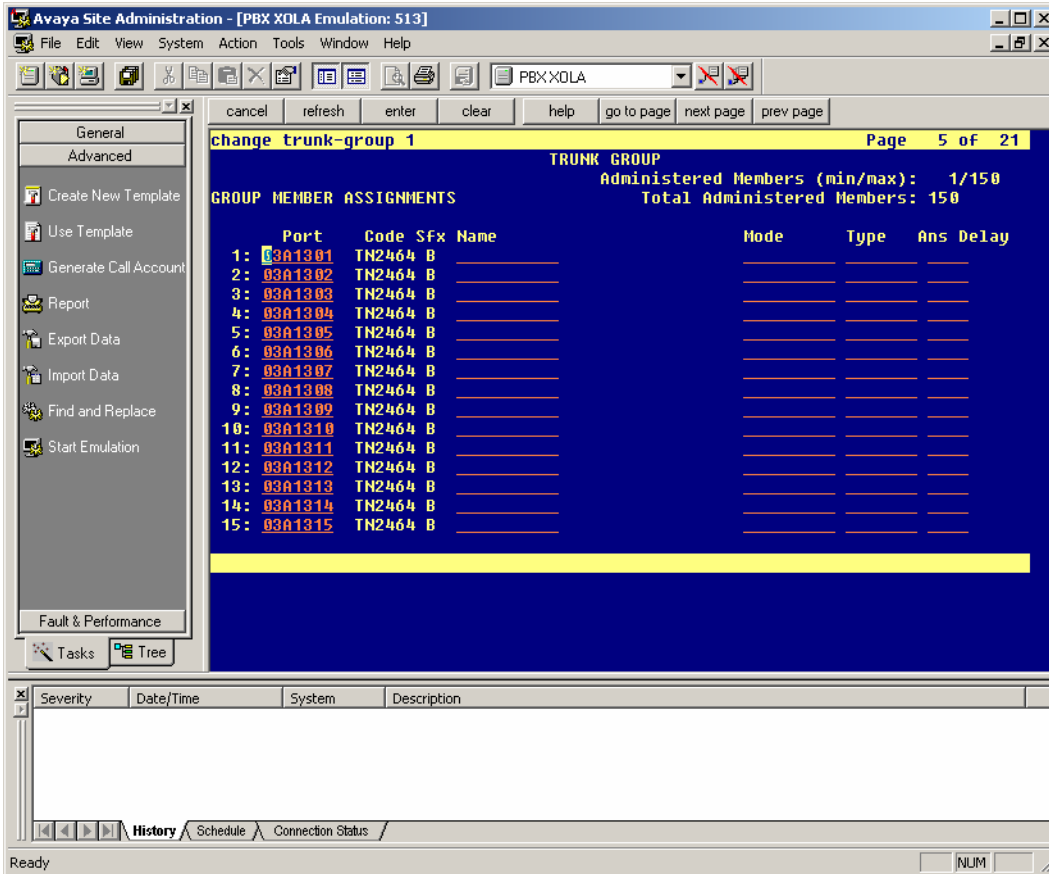 Avaya Site Administration - [PBX XOLA Emulation: 513]
File Edit View System Action Tools Window Help
PBX XOLA
cancel refresh enter clear help go to page next page prev page
General
Advanced
Create New Template
Use Template
Generate Call Account
Report
Export Data
Import Data
Find and Replace
Start Emulation
Fault & Performance
Tasks Tree
change trunk-group 1 Page 5 of 21
TRUNK GROUP
Administered Members (min/max): 1/150
GROUP MEMBER ASSIGNMENTS Total Administered Members: 150
Port Code Sfx Name Mode Type Ans Delay
1: 03A1301 TN2464 B
2: 03A1302 TN2464 B
3: 03A1303 TN2464 B
4: 03A1304 TN2464 B
5: 03A1305 TN2464 B
6: 03A1306 TN2464 B
7: 03A1307 TN2464 B
8: 03A1308 TN2464 B
9: 03A1309 TN2464 B
10: 03A1310 TN2464 B
11: 03A1311 TN2464 B
12: 03A1312 TN2464 B
13: 03A1313 TN2464 B
14: 03A1314 TN2464 B
15: 03A1315 TN2464 B
Severity Date/Time System Description
History Schedule Connection Status
Ready NUM